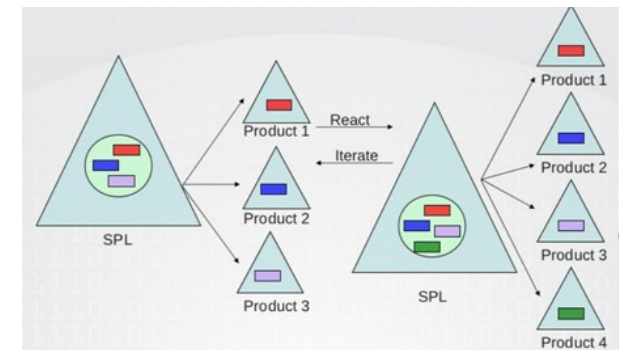 SPL
Product 1
Product 2
Product 3
React
Iterate
SPL
Product 1
Product 2
Product 3
Product 4